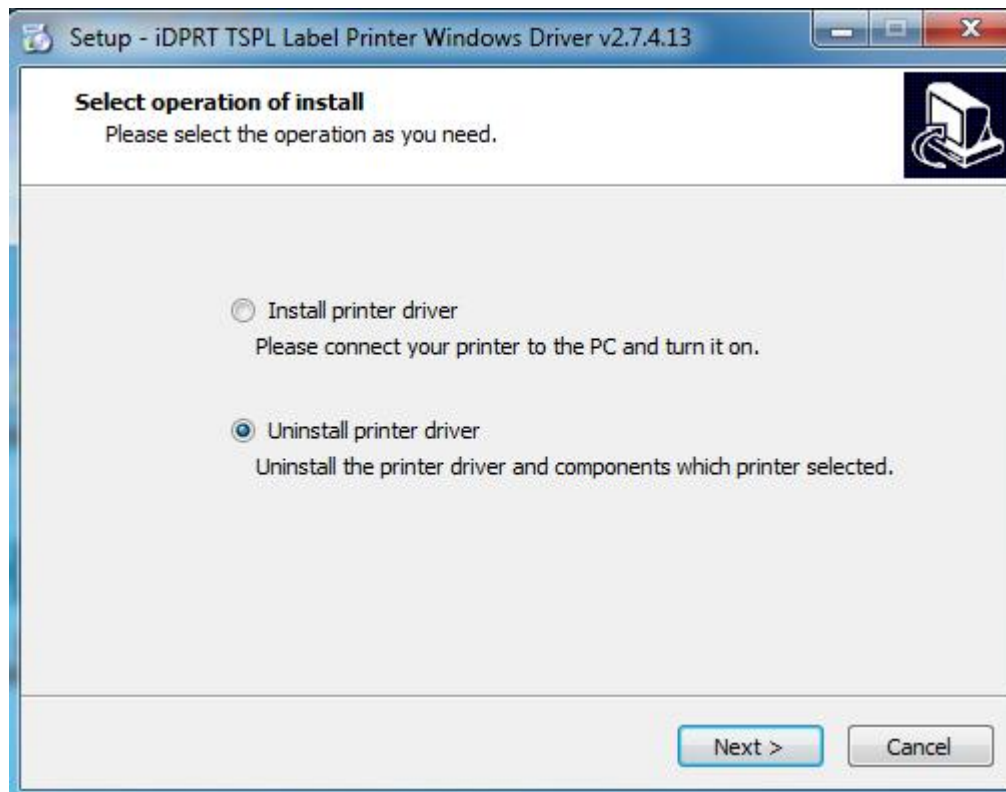 Setup - iDPRT TSPL Label Printer Windows Driver v2.7.4.13
Select operation of install
Please select the operation as you need.
Install printer driver
Please connect your printer to the PC and turn it on.
Uninstall printer driver
Uninstall the printer driver and components which printer selected.
Next >
Cancel